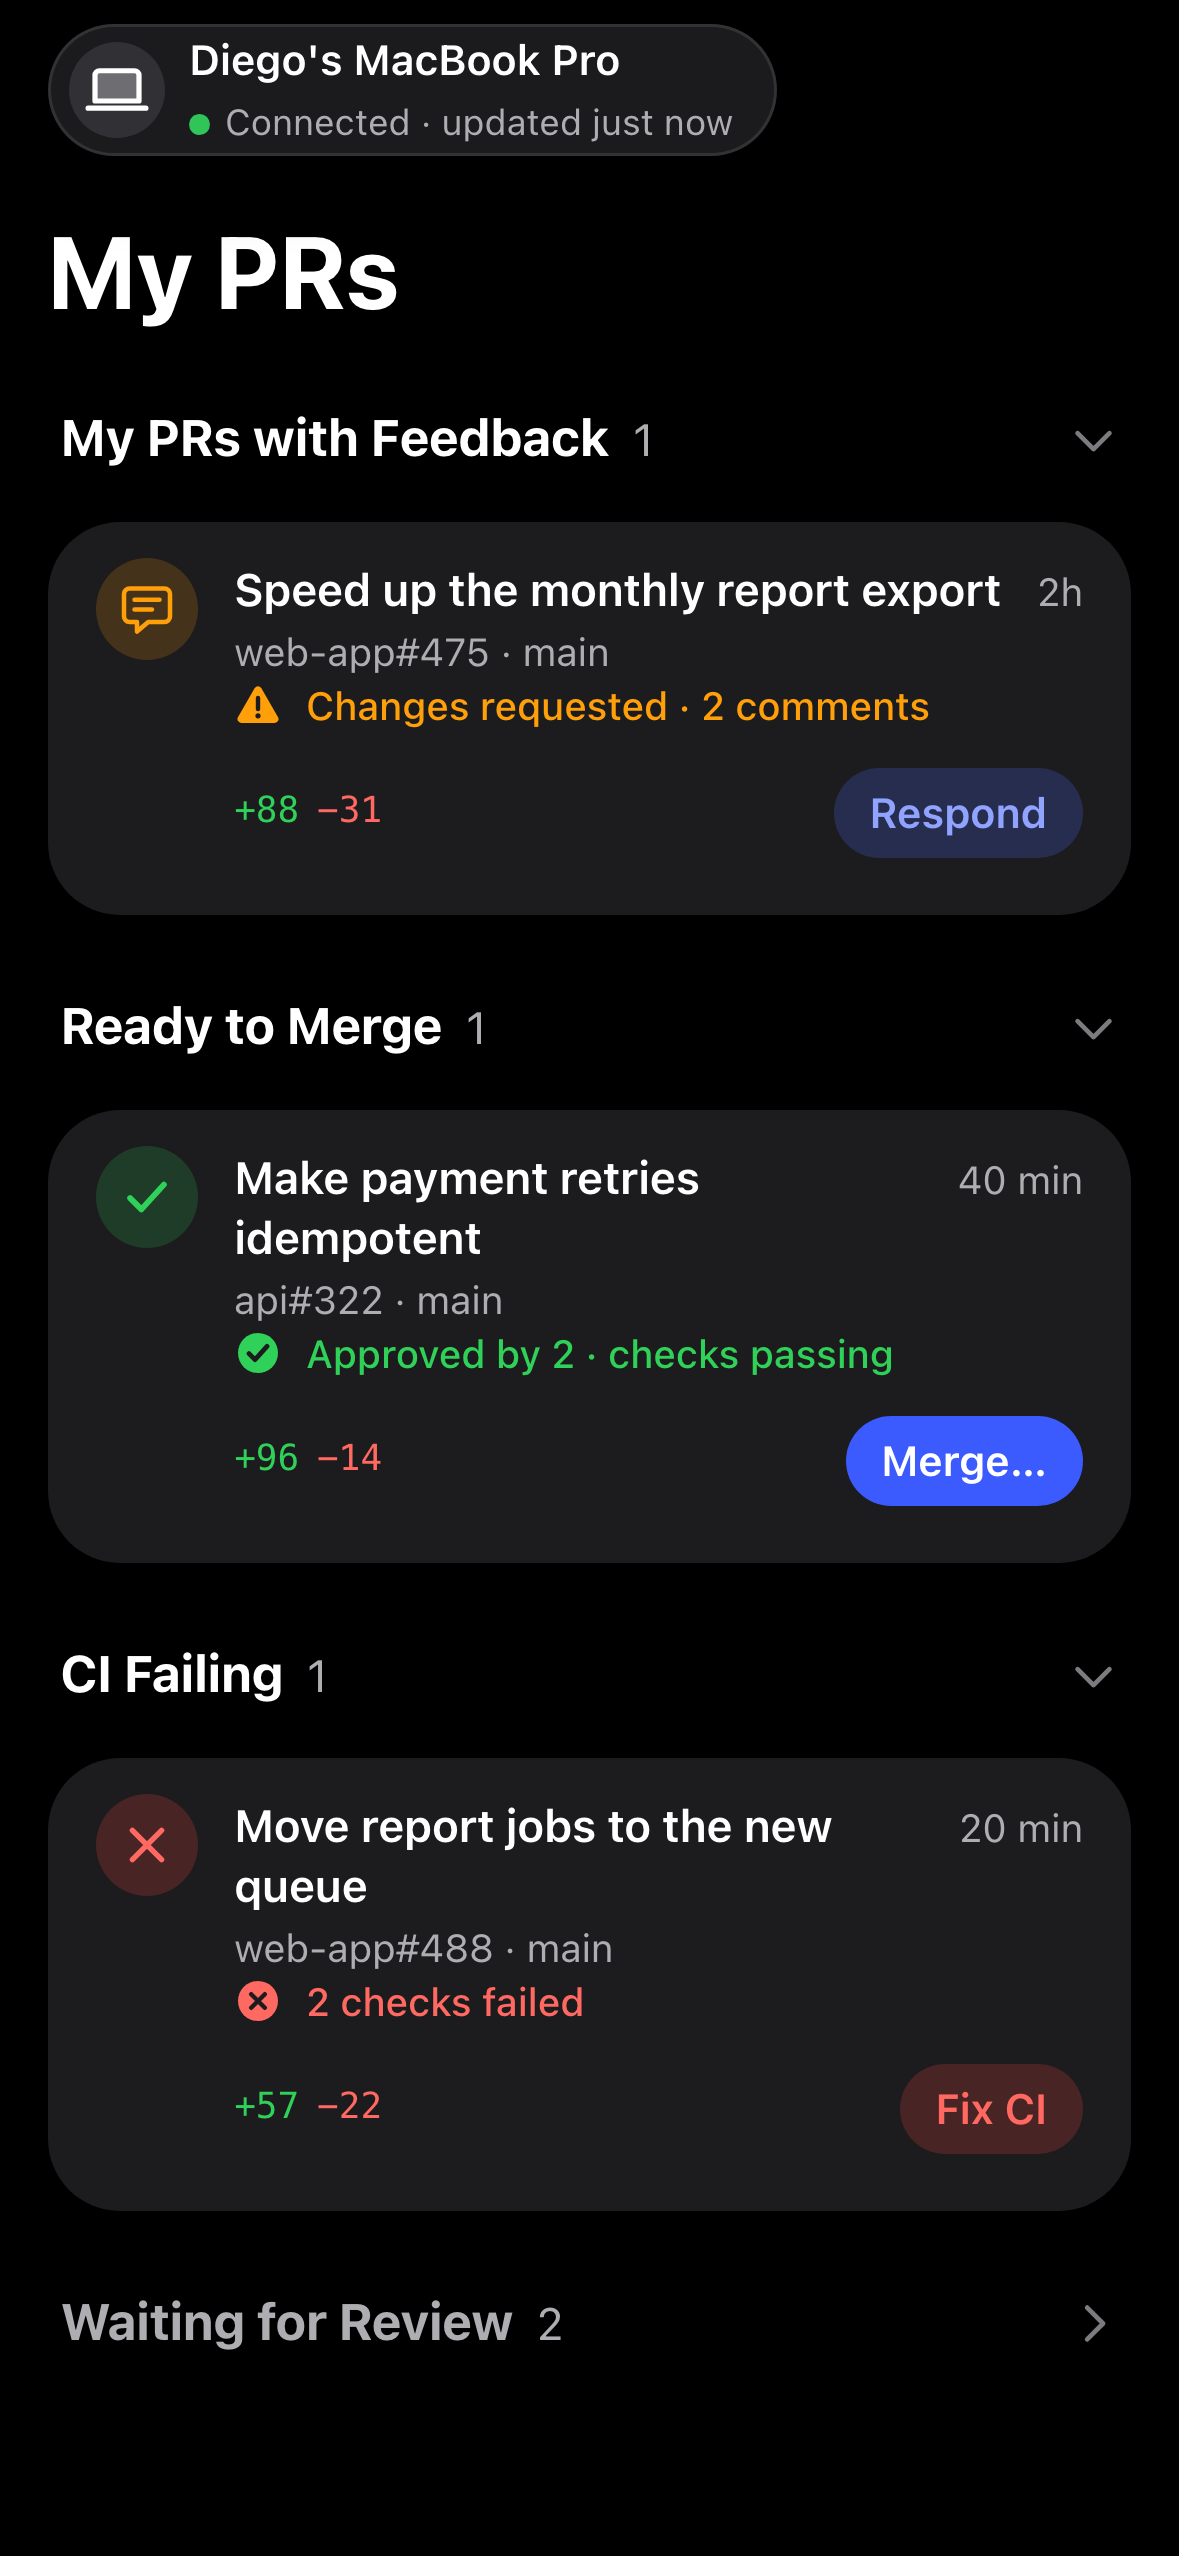 Diego's MacBook Pro
Connected · updated just now
My PRs
My PRs with Feedback 1
Speed up the monthly report export 2h
web-app#475 · main
Changes requested · 2 comments
+88 −31 Respond
Ready to Merge 1
Make payment retries 40 min
idempotent
api#322 · main
Approved by 2 · checks passing
+96 −14 Merge...
CI Failing 1
Move report jobs to the new 20 min
queue
web-app#488 · main
2 checks failed
+57 −22 Fix CI
Waiting for Review 2